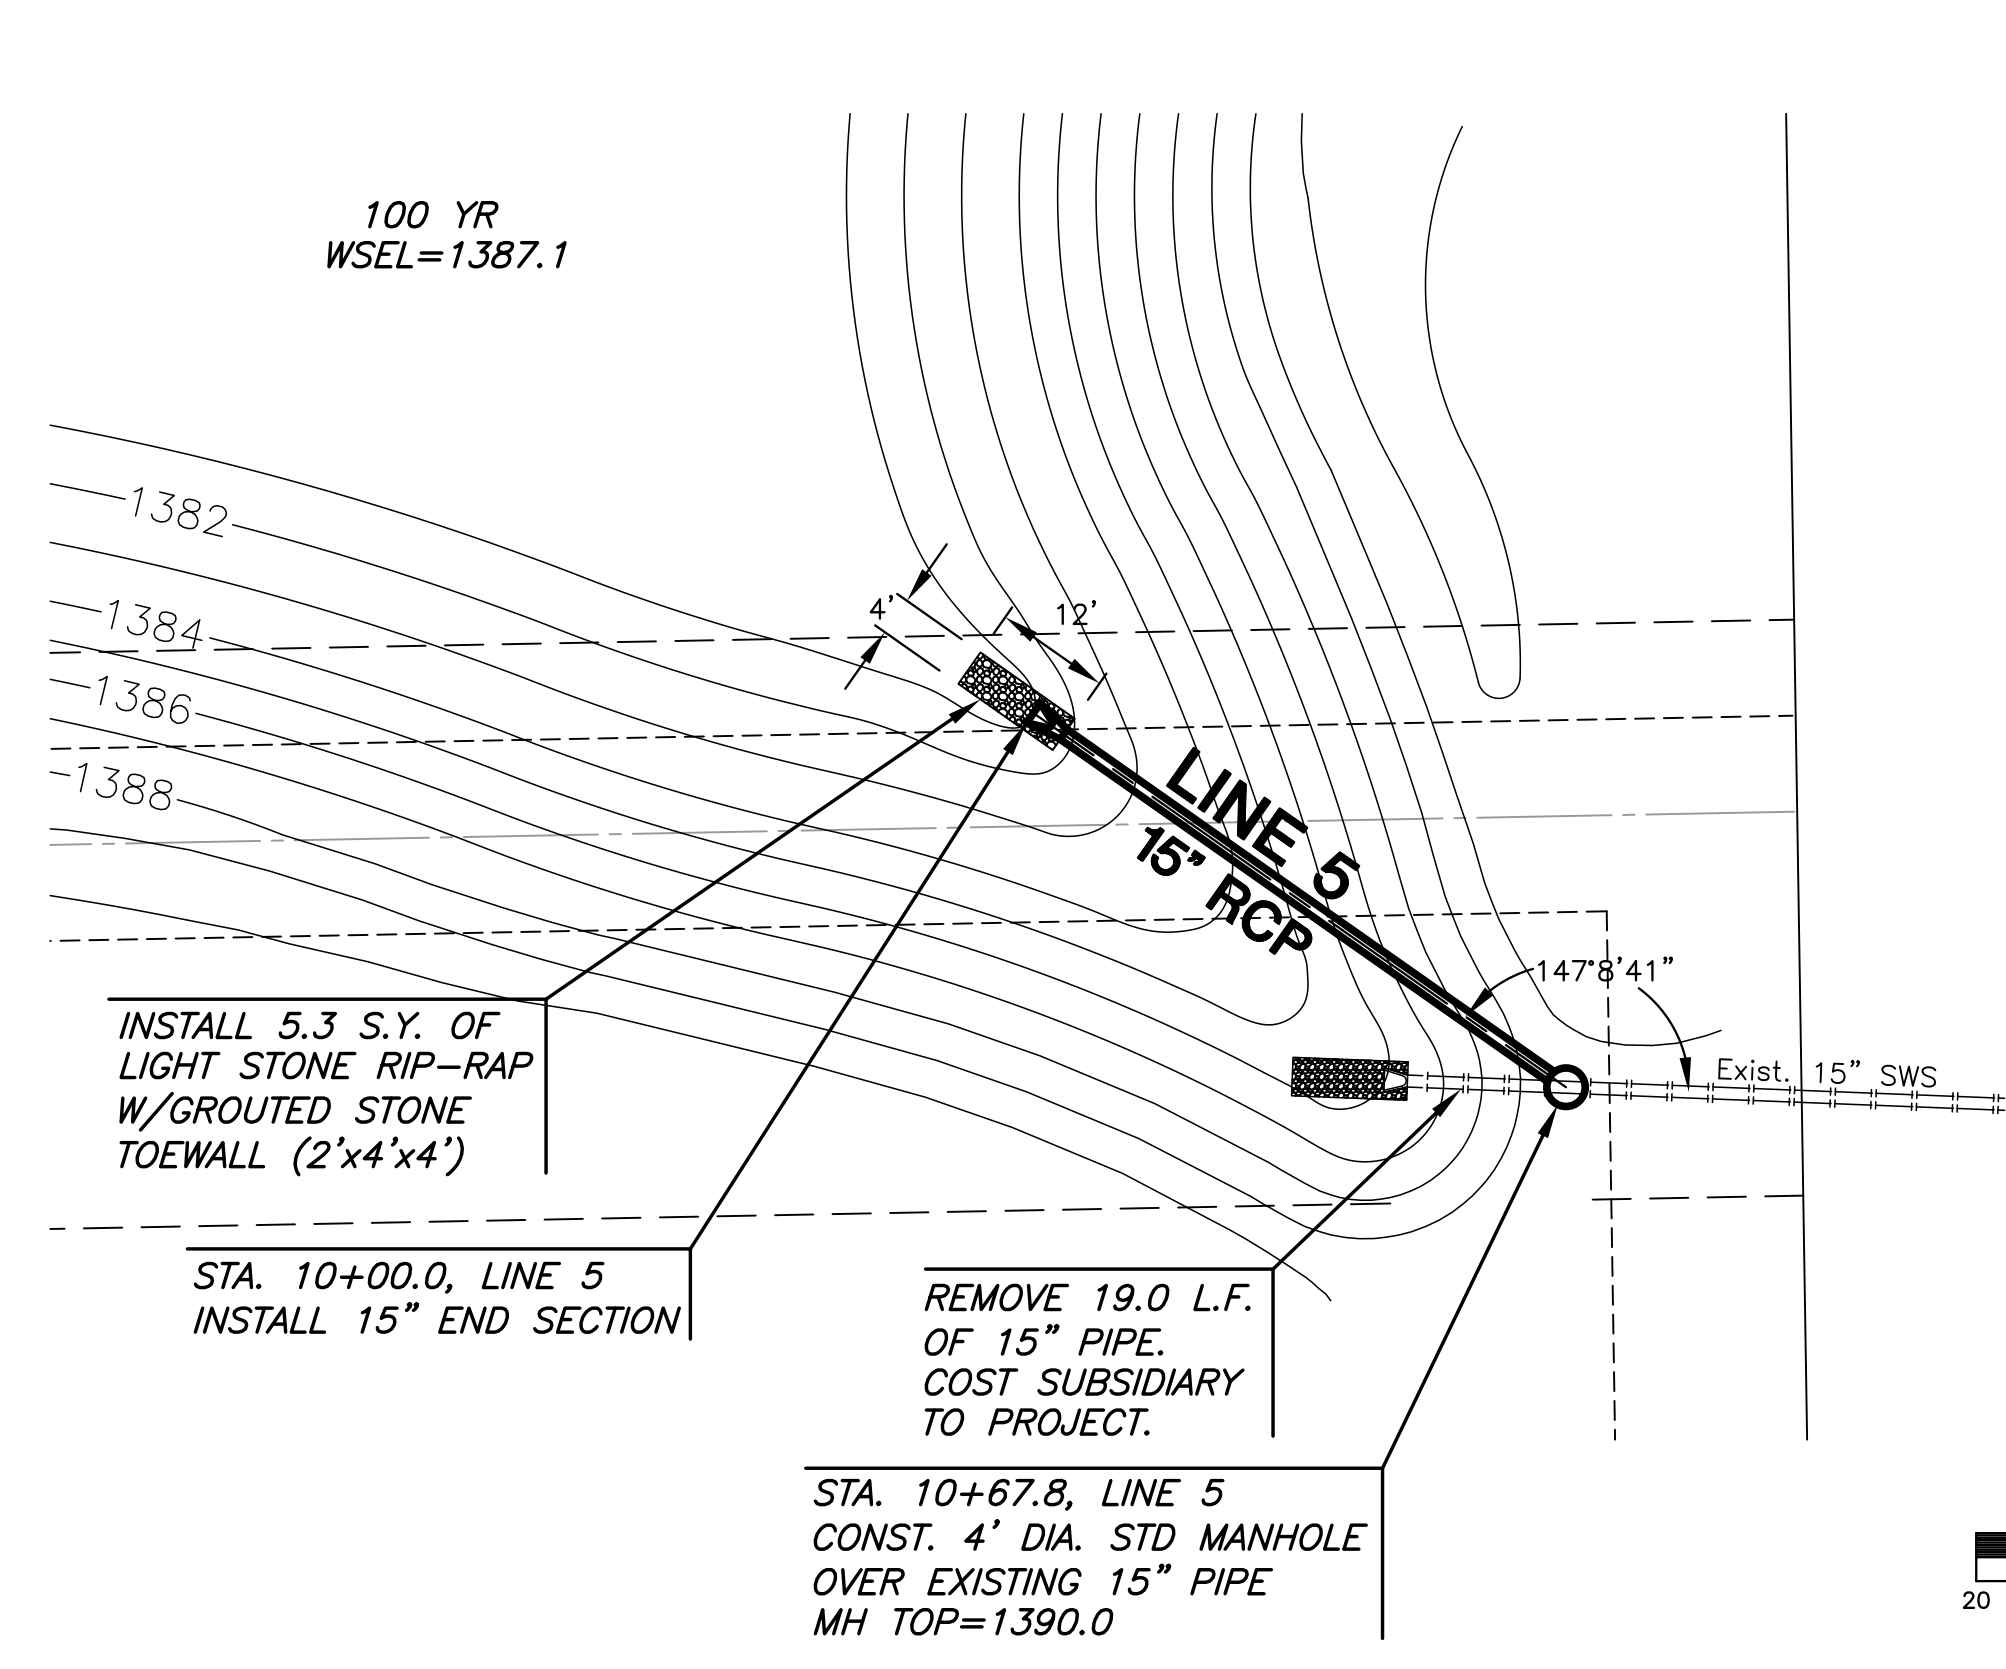 100 YR
WSEL=1387.1
1382
1384
1386
1388
4'
12'
LINE 5
15" RCP
147°8'41"
Exist. 15" SWS
INSTALL 5.3 S.Y. OF
LIGHT STONE RIP-RAP
W/GROUTED STONE
TOEWALL (2'x4'x4')
STA. 10+00.0, LINE 5
INSTALL 15" END SECTION
REMOVE 19.0 L.F.
OF 15" PIPE.
COST SUBSIDIARY
TO PROJECT.
STA. 10+67.8, LINE 5
CONST. 4' DIA. STD MANHOLE
OVER EXISTING 15" PIPE
MH TOP=1390.0
20